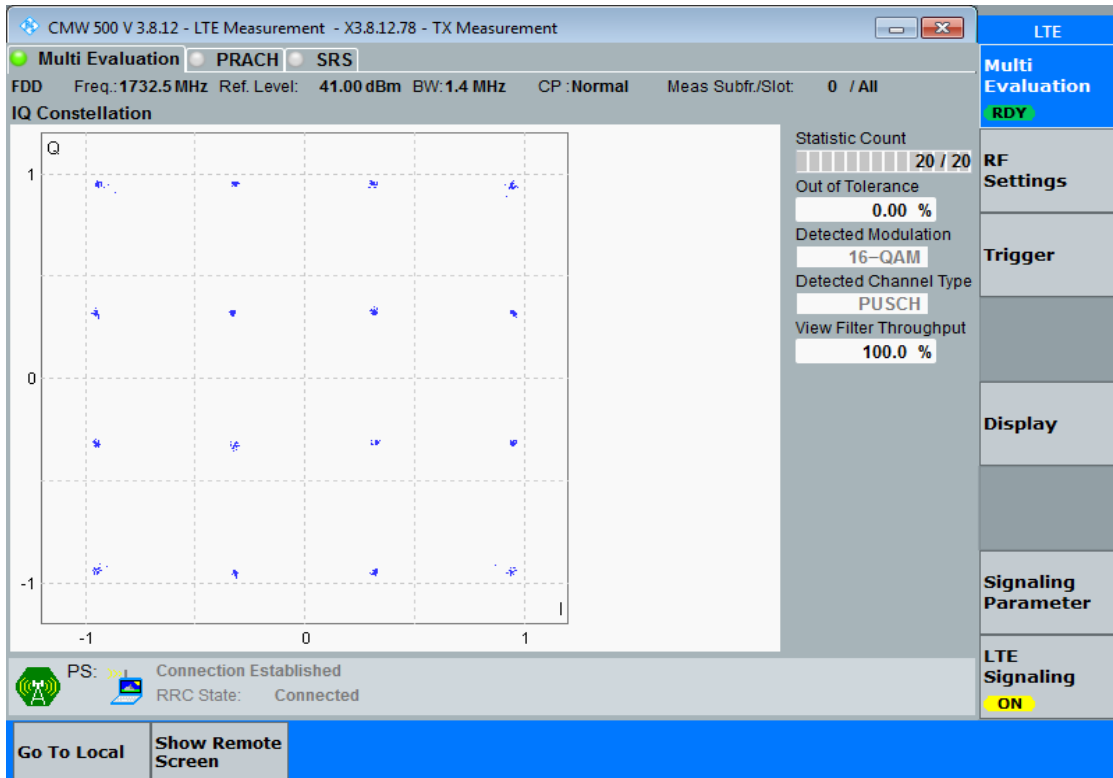 CMW 500 V 3.8.12 - LTE Measurement - X3.8.12.78 - TX Measurement
LTE
Multi Evaluation PRACH SRS
FDD Freq.:1732.5 MHz Ref. Level: 41.00 dBm BW:1.4 MHz CP :Normal Meas Subfr./Slot: 0 / All
IQ Constellation
Q
1
0
-1
-1 0 1
I
Statistic Count
20 / 20
Out of Tolerance
0.00 %
Detected Modulation
16-QAM
Detected Channel Type
PUSCH
View Filter Throughput
100.0 %
Multi
Evaluation
RDY
RF
Settings
Trigger
Display
Signaling
Parameter
LTE
Signaling
ON
PS: Connection Established
RRC State: Connected
Go To Local
Show Remote
Screen